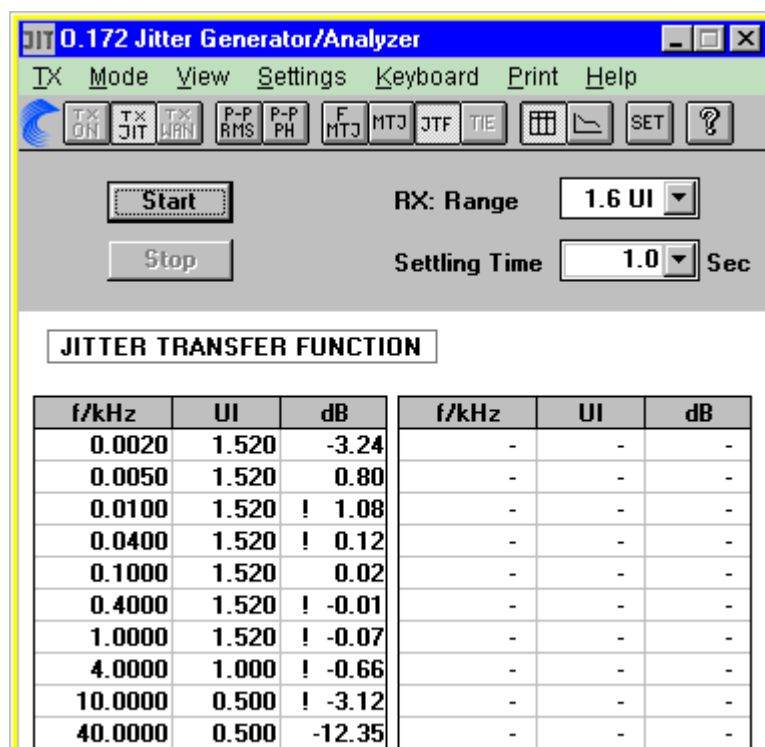 JIT O.172 Jitter Generator/Analyzer
TX Mode View Settings Keyboard Print Help
TX ON TX JIT TX WAN P-P RMS P-P PH F MTJ MTJ JTF TIE SET ?
Start RX: Range 1.6 UI
Stop Settling Time 1.0 Sec
JITTER TRANSFER FUNCTION
f/kHz UI dB f/kHz UI dB
0.0020 1.520 -3.24 - - -
0.0050 1.520 0.80 - - -
0.0100 1.520 ! 1.08 - - -
0.0400 1.520 ! 0.12 - - -
0.1000 1.520 0.02 - - -
0.4000 1.520 ! -0.01 - - -
1.0000 1.520 ! -0.07 - - -
4.0000 1.000 ! -0.66 - - -
10.0000 0.500 ! -3.12 - - -
40.0000 0.500 -12.35 - - -